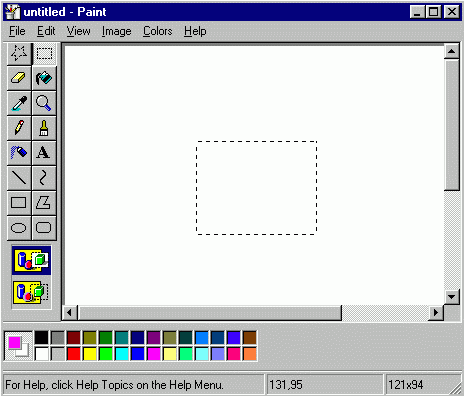 untitled - Paint
File Edit View Image Colors Help
A
For Help, click Help Topics on the Help Menu. 131,95 121x94